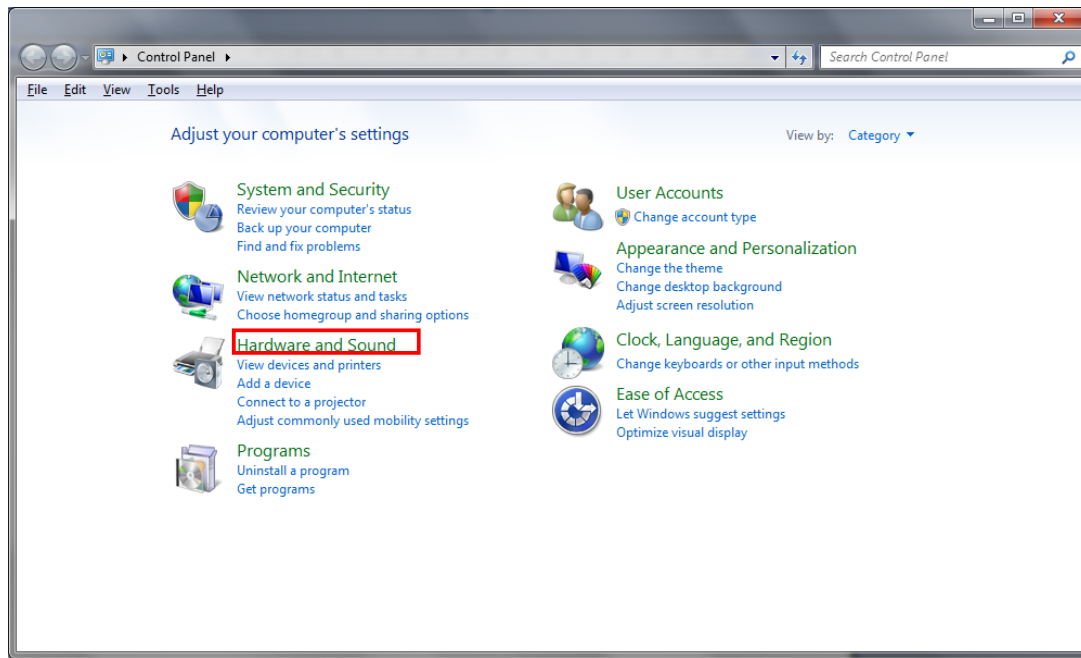 Control Panel
Search Control Panel
File Edit View Tools Help
Adjust your computer's settings
View by: Category
System and Security
Review your computer's status
Back up your computer
Find and fix problems
Network and Internet
View network status and tasks
Choose homegroup and sharing options
Hardware and Sound
View devices and printers
Add a device
Connect to a projector
Adjust commonly used mobility settings
Programs
Uninstall a program
Get programs
User Accounts
Change account type
Appearance and Personalization
Change the theme
Change desktop background
Adjust screen resolution
Clock, Language, and Region
Change keyboards or other input methods
Ease of Access
Let Windows suggest settings
Optimize visual display